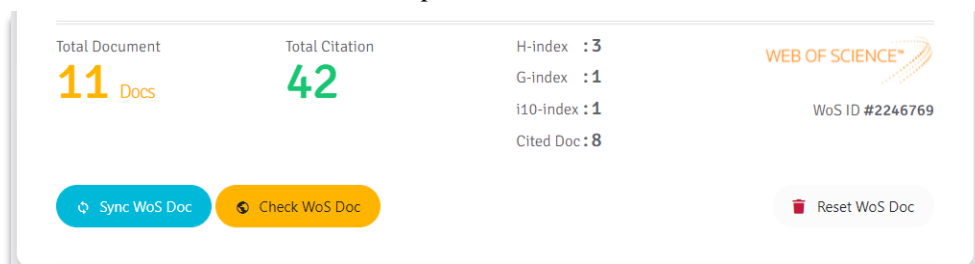 Total Document
11 Docs
Total Citation
42
H-index : 3
G-index : 1
i10-index : 1
Cited Doc : 8
WEB OF SCIENCE™
WoS ID #2246769
Sync WoS Doc
Check WoS Doc
Reset WoS Doc